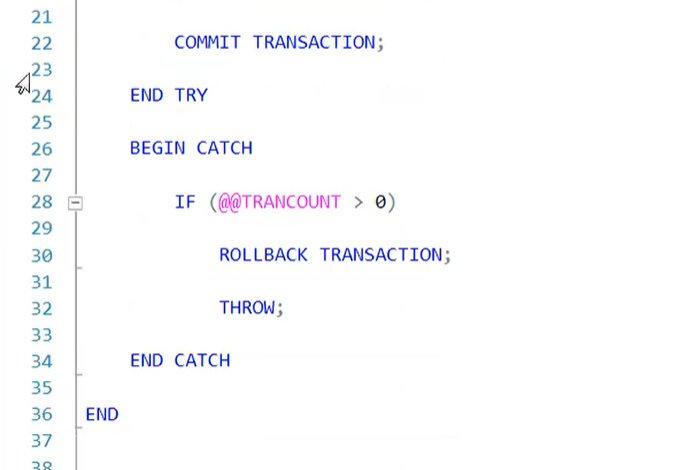 21
22 COMMIT TRANSACTION;
23
24 END TRY
25
26 BEGIN CATCH
27
28 IF (@@TRANCOUNT > 0)
29
30 ROLLBACK TRANSACTION;
31
32 THROW;
33
34 END CATCH
35
36 END
37
38